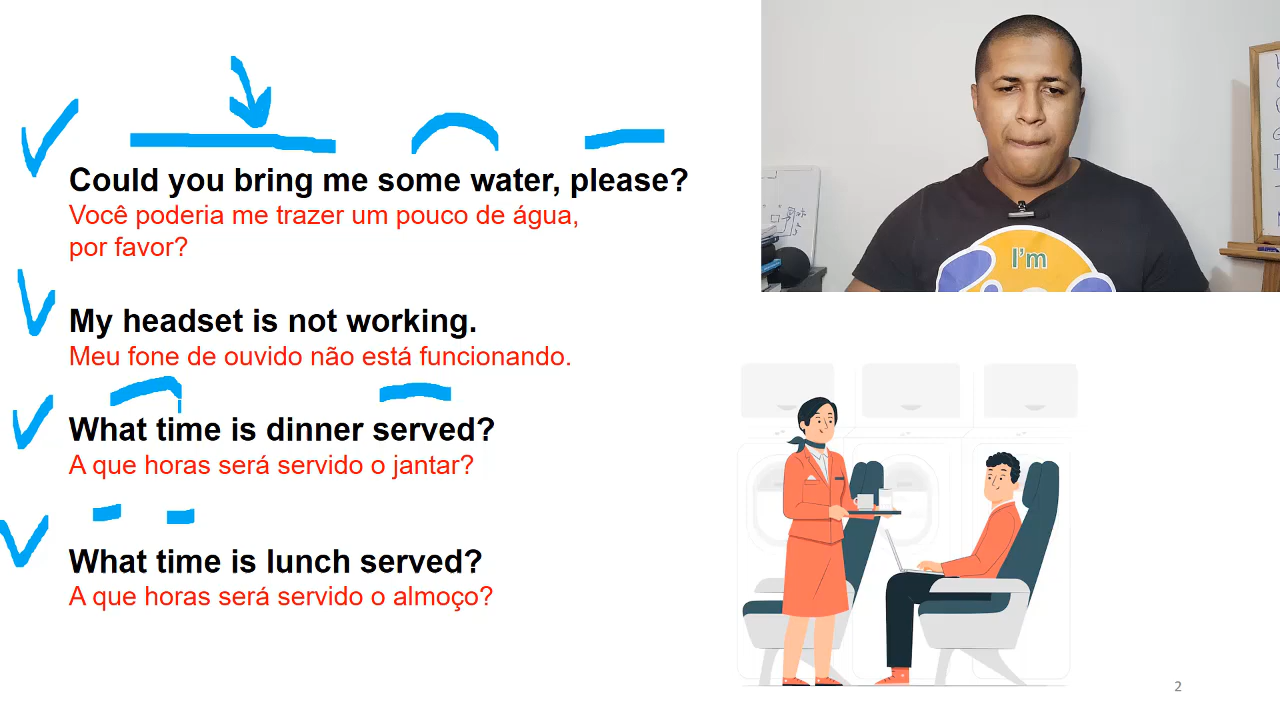 Could you bring me some water, please?
Você poderia me trazer um pouco de água,
por favor?
My headset is not working.
Meu fone de ouvido não está funcionando.
What time is dinner served?
A que horas será servido o jantar?
What time is lunch served?
A que horas será servido o almoço?
I'm
2